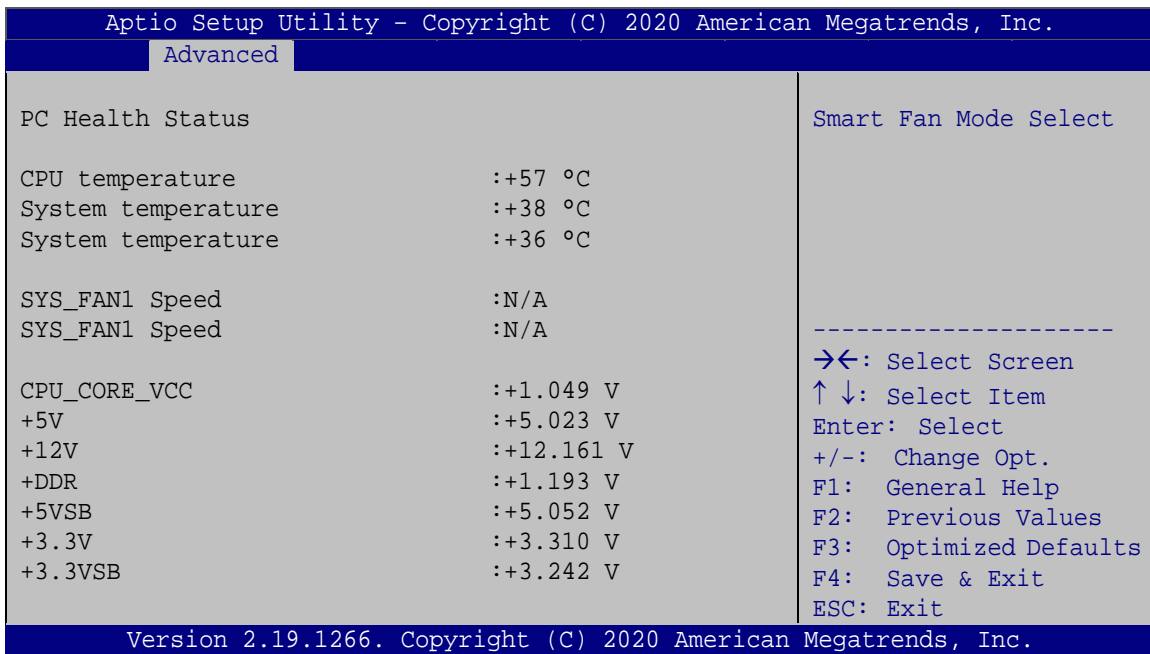 Aptio Setup Utility – Copyright (C) 2020 American Megatrends, Inc.
Advanced
PC Health Status
CPU temperature :+57 °C
System temperature :+38 °C
System temperature :+36 °C
SYS_FAN1 Speed :N/A
SYS_FAN1 Speed :N/A
CPU_CORE_VCC :+1.049 V
+5V :+5.023 V
+12V :+12.161 V
+DDR :+1.193 V
+5VSB :+5.052 V
+3.3V :+3.310 V
+3.3VSB :+3.242 V
Smart Fan Mode Select
---------------------
→←: Select Screen
↑ ↓: Select Item
Enter: Select
+/-: Change Opt.
F1: General Help
F2: Previous Values
F3: Optimized Defaults
F4: Save & Exit
ESC: Exit
Version 2.19.1266. Copyright (C) 2020 American Megatrends, Inc.